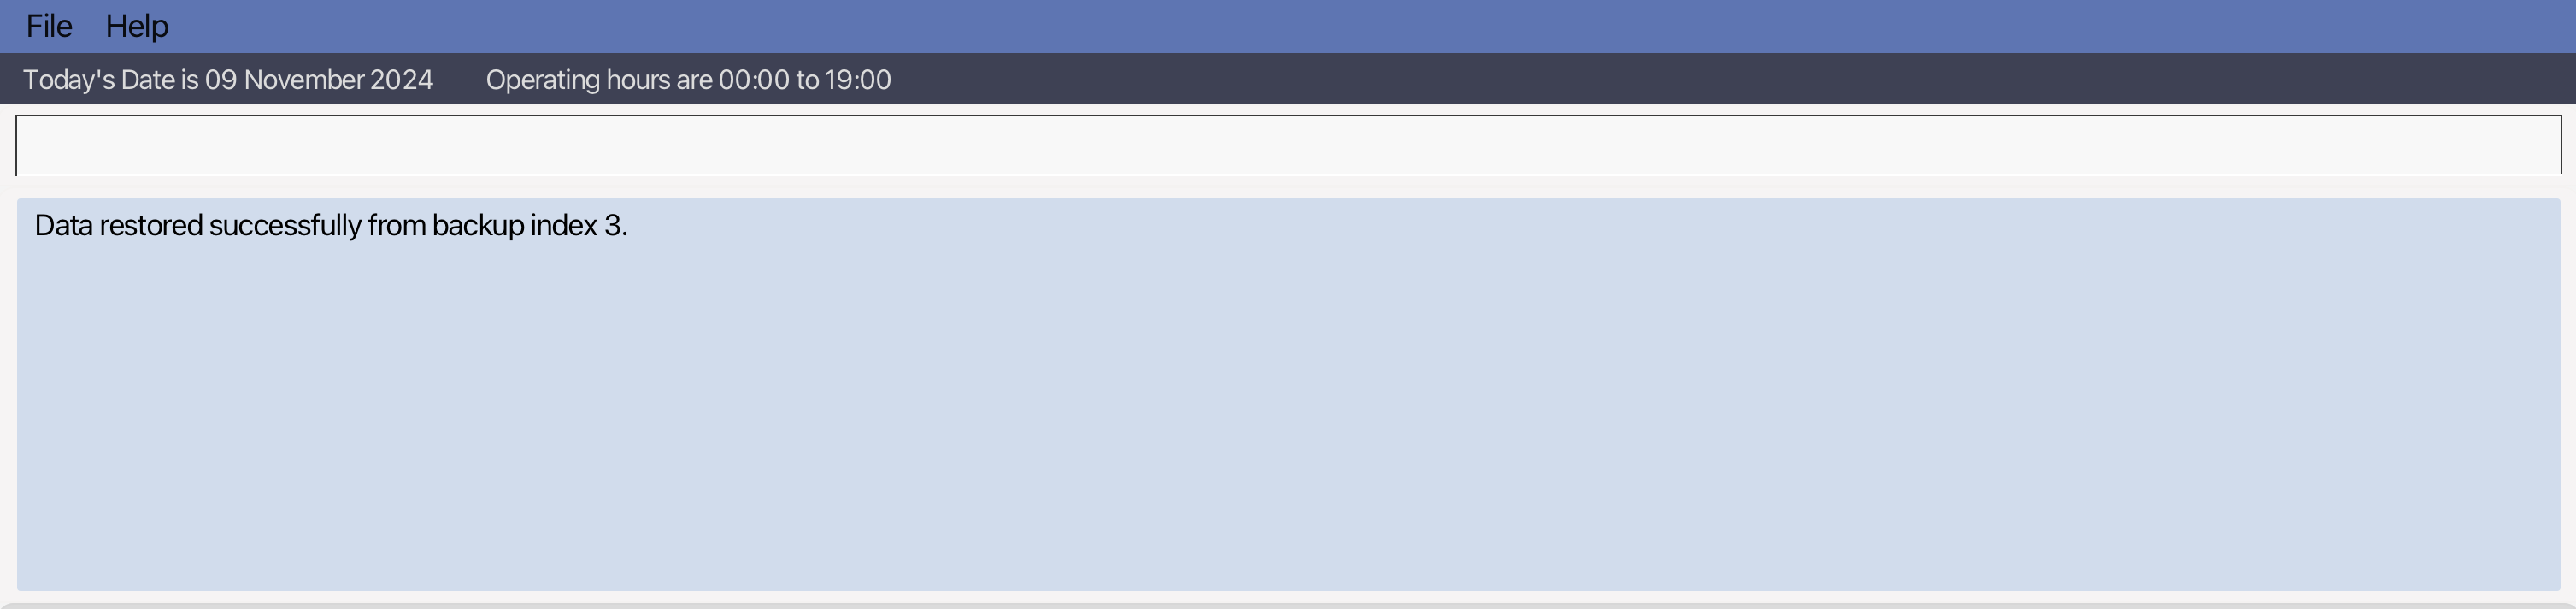 File Help
Today's Date is 09 November 2024 Operating hours are 00:00 to 19:00
Data restored successfully from backup index 3.